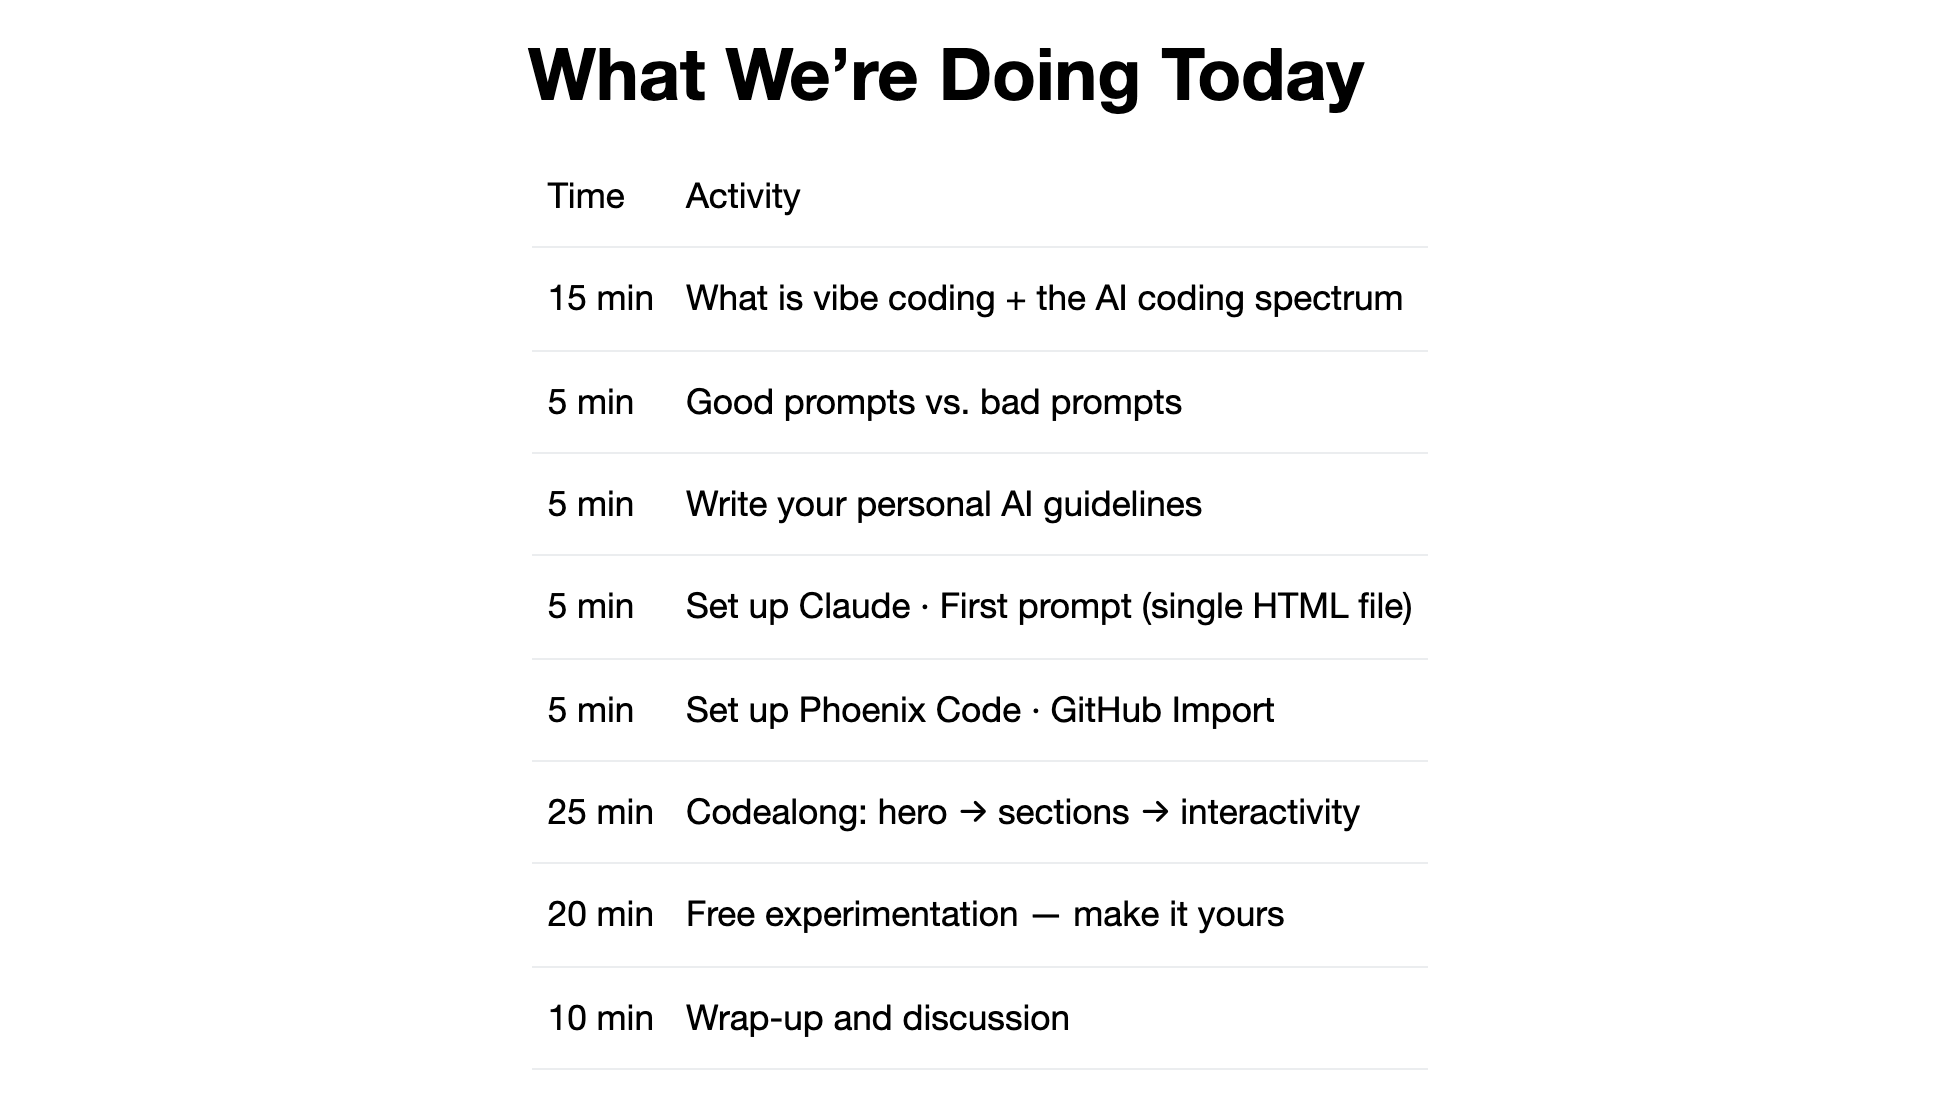 What We’re Doing Today
Time Activity
15 min What is vibe coding + the AI coding spectrum
5 min Good prompts vs. bad prompts
5 min Write your personal AI guidelines
5 min Set up Claude · First prompt (single HTML file)
5 min Set up Phoenix Code · GitHub Import
25 min Codealong: hero → sections → interactivity
20 min Free experimentation — make it yours
10 min Wrap-up and discussion